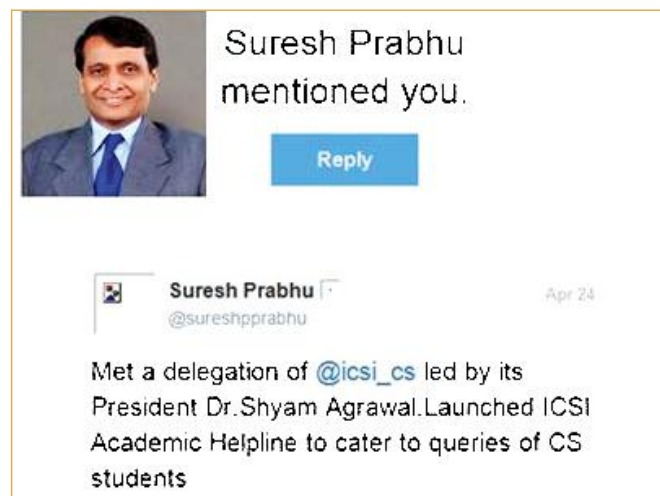 Suresh Prabhu
mentioned you.
Reply
Suresh Prabhu
Apr 24
@sureshpprabhu
Met a delegation of @icsi_cs led by its
President Dr.Shyam Agrawal.Launched ICSI
Academic Helpline to cater to queries of CS
students